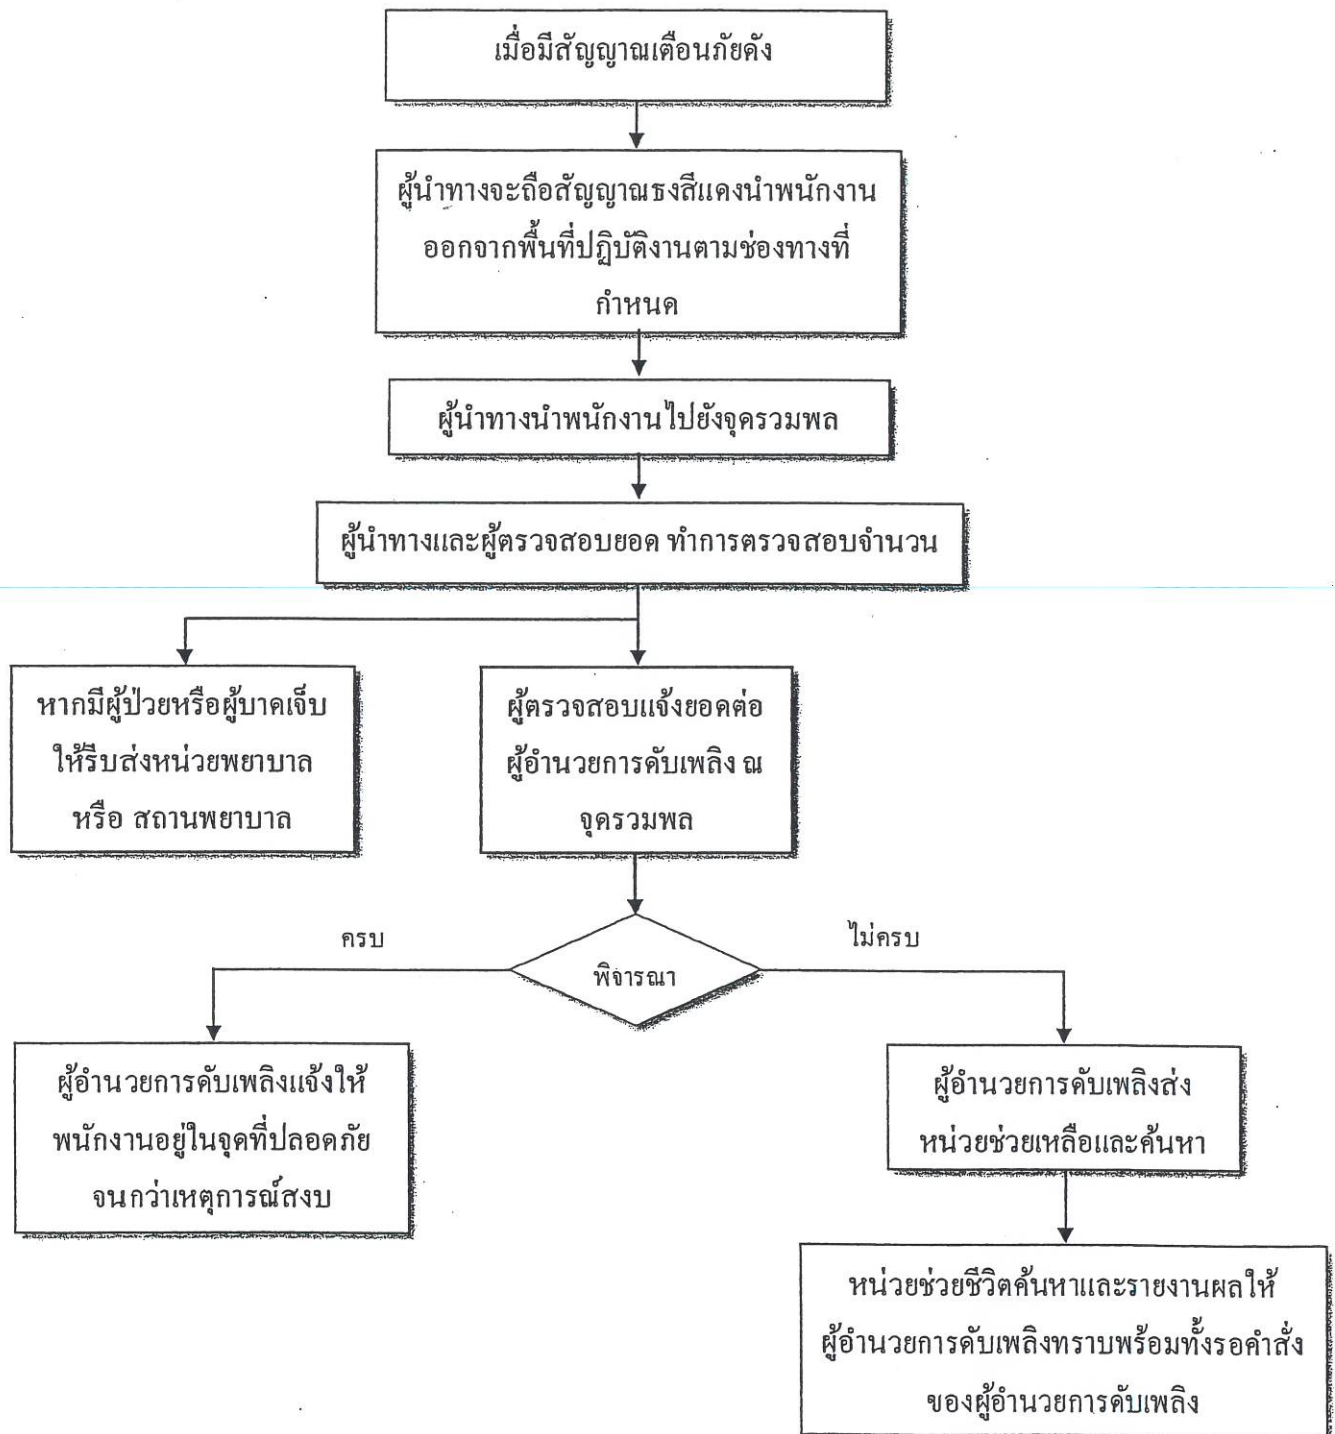 เมื่อมีสัญญาณเตือนภัยดัง
ผู้นำทางจะถือสัญญาณธงสีแดงนำพนักงาน
ออกจากพื้นที่ปฏิบัติงานตามช่องทางที่
กำหนด
ผู้นำทางนำพนักงานไปยังจุดรวมพล
ผู้นำทางและผู้ตรวจสอบยอด ทำการตรวจสอบจำนวน
หากมีผู้ป่วยหรือผู้บาดเจ็บ
ให้รีบส่งหน่วยพยาบาล
หรือ สถานพยาบาล
ผู้ตรวจสอบแจ้งยอดต่อ
ผู้อำนวยการดับเพลิง ณ
จุดรวมพล
ครบ
ไม่ครบ
พิจารณา
ผู้อำนวยการดับเพลิงแจ้งให้
พนักงานอยู่ในจุดที่ปลอดภัย
จนกว่าเหตุการณ์สงบ
ผู้อำนวยการดับเพลิงส่ง
หน่วยช่วยเหลือและค้นหา
หน่วยช่วยชีวิตค้นหาและรายงานผลให้
ผู้อำนวยการดับเพลิงทราบพร้อมทั้งรอคำสั่ง
ของผู้อำนวยการดับเพลิง